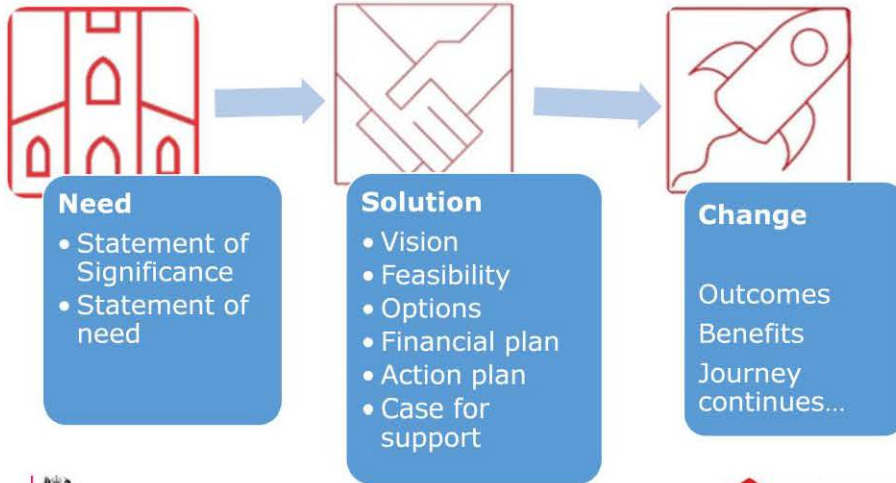 Need
• Statement of
Significance
• Statement of
need
Solution
• Vision
• Feasibility
• Options
• Financial plan
• Action plan
• Case for
support
Change
Outcomes
Benefits
Journey
continues...